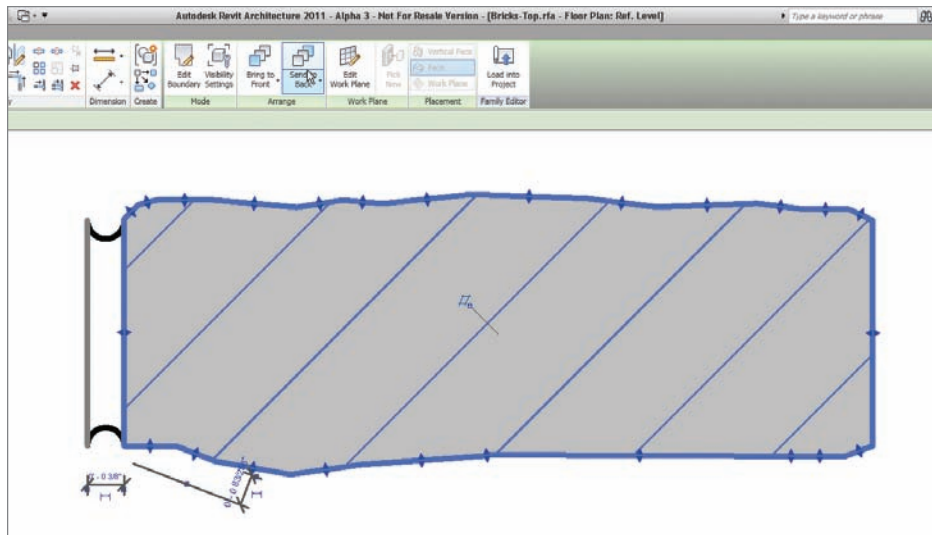 Autodesk Revit Architecture 2011 - Alpha 3 - Not For Resale Version - [Bricks-Top.rfa - Floor Plan: Ref. Level]
Type a keyword or phrase
Edit Boundary
Visibility Settings
Bring to Front
Send to Back
Edit Work Plane
Pick New
Vertical Face
Face
Work Plane
Load into Project
Dimension
Create
Mode
Arrange
Work Plane
Placement
Family Editor